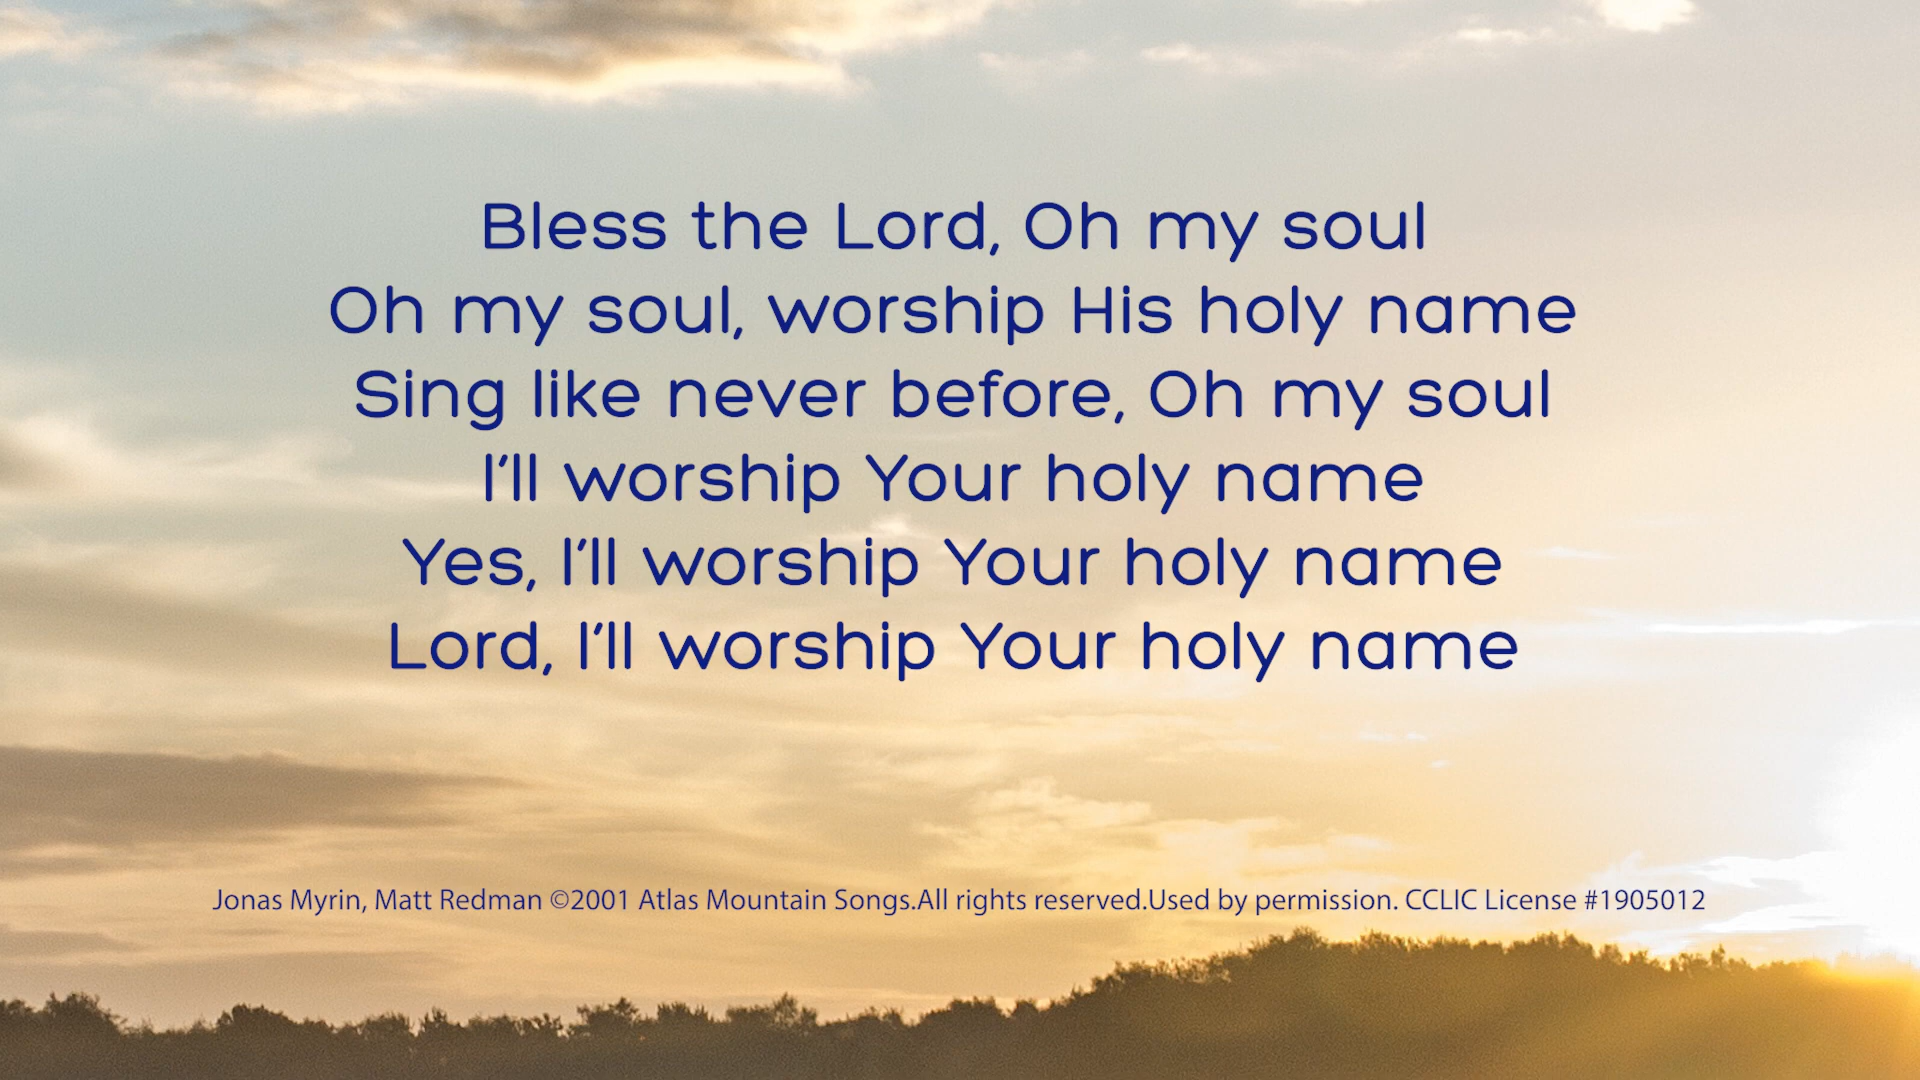 Bless the Lord, Oh my soul
Oh my soul, worship His holy name
Sing like never before, Oh my soul
I'll worship Your holy name
Yes, I'll worship Your holy name
Lord, I'll worship Your holy name
Jonas Myrin, Matt Redman ©2001 Atlas Mountain Songs.All rights reserved.Used by permission. CCLIC License #1905012